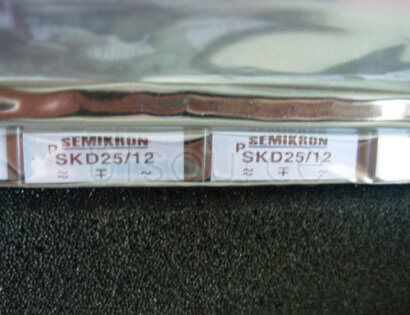 SEMIKRON
P SKD25/12
≈ ∓ ~
SEMIKRON
P SKD25/12
≈ ∓ ~